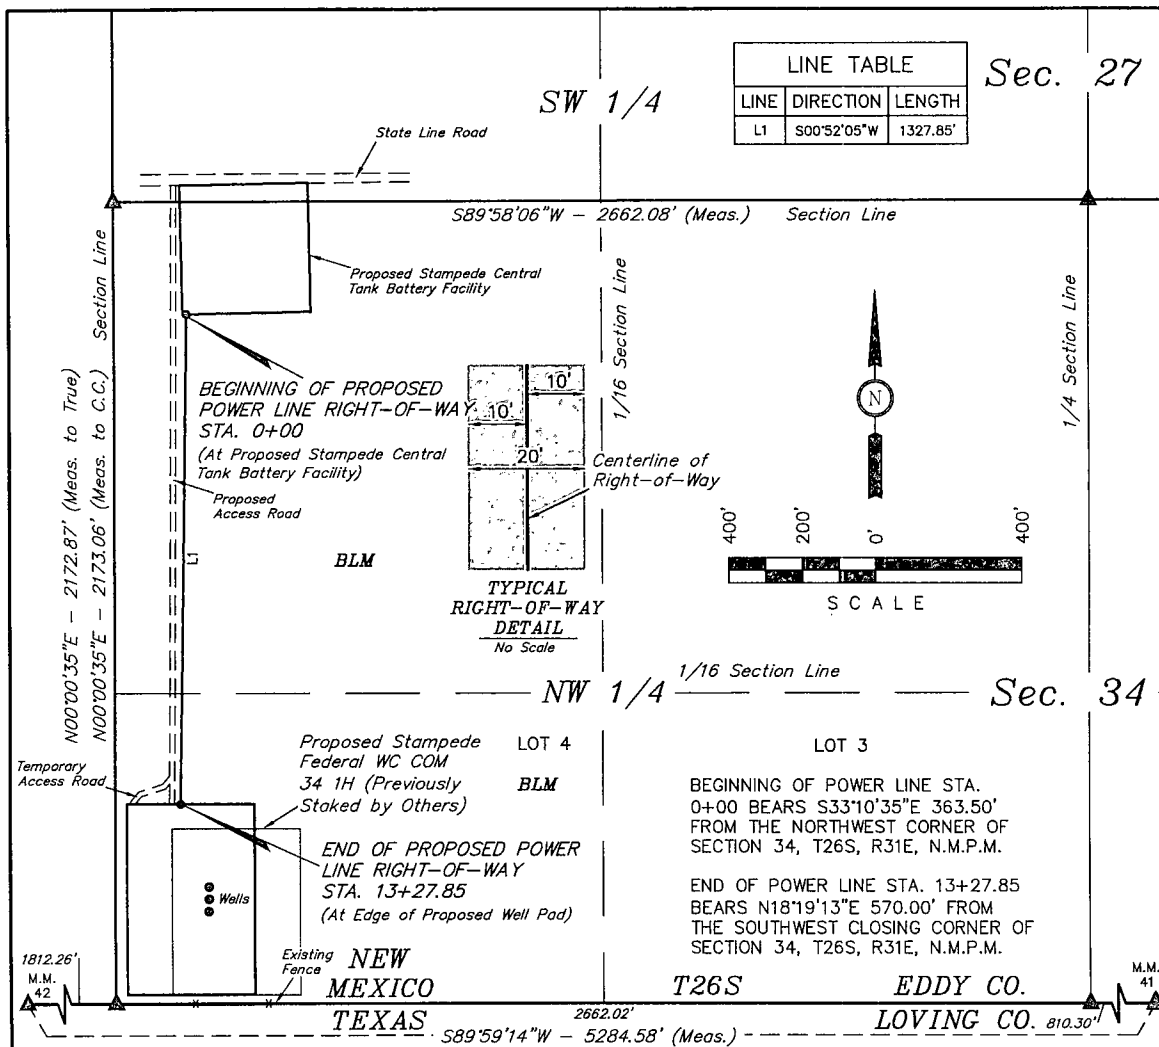 LINE TABLE
LINE DIRECTION LENGTH
L1 S00°52'05"W 1327.85'
Sec. 27
SW 1/4
State Line Road
S89°58'06"W - 2662.08' (Meas.) Section Line
Proposed Stampede Central
Tank Battery Facility
Section Line
N00°00'35"E - 2172.87' (Meas. to True)
N00°00'35"E - 2173.06' (Meas. to C.C.)
1/16 Section Line
1/4 Section Line
BEGINNING OF PROPOSED
POWER LINE RIGHT-OF-WAY
STA. 0+00
(At Proposed Stampede Central
Tank Battery Facility)
Proposed
Access Road
10'
10'
20'
Centerline of
Right-of-Way
TYPICAL
RIGHT-OF-WAY
DETAIL
No Scale
BLM
N
400'
200'
0'
400'
SCALE
1/16 Section Line
NW 1/4
Sec. 34
Temporary
Access Road
Proposed Stampede
Federal WC COM
34 1H (Previously
Staked by Others)
LOT 4
BLM
LOT 3
BEGINNING OF POWER LINE STA.
0+00 BEARS S33°10'35"E 363.50'
FROM THE NORTHWEST CORNER OF
SECTION 34, T26S, R31E, N.M.P.M.
END OF POWER LINE STA. 13+27.85
BEARS N18°19'13"E 570.00' FROM
THE SOUTHWEST CLOSING CORNER OF
SECTION 34, T26S, R31E, N.M.P.M.
END OF PROPOSED POWER
LINE RIGHT-OF-WAY
STA. 13+27.85
(At Edge of Proposed Well Pad)
Wells
Existing
Fence
1812.26'
M.M.
42
NEW
MEXICO
TEXAS
T26S
EDDY CO.
LOVING CO.
2662.02'
810.30'
M.M.
41
S89°59'14"W - 5284.58' (Meas.)